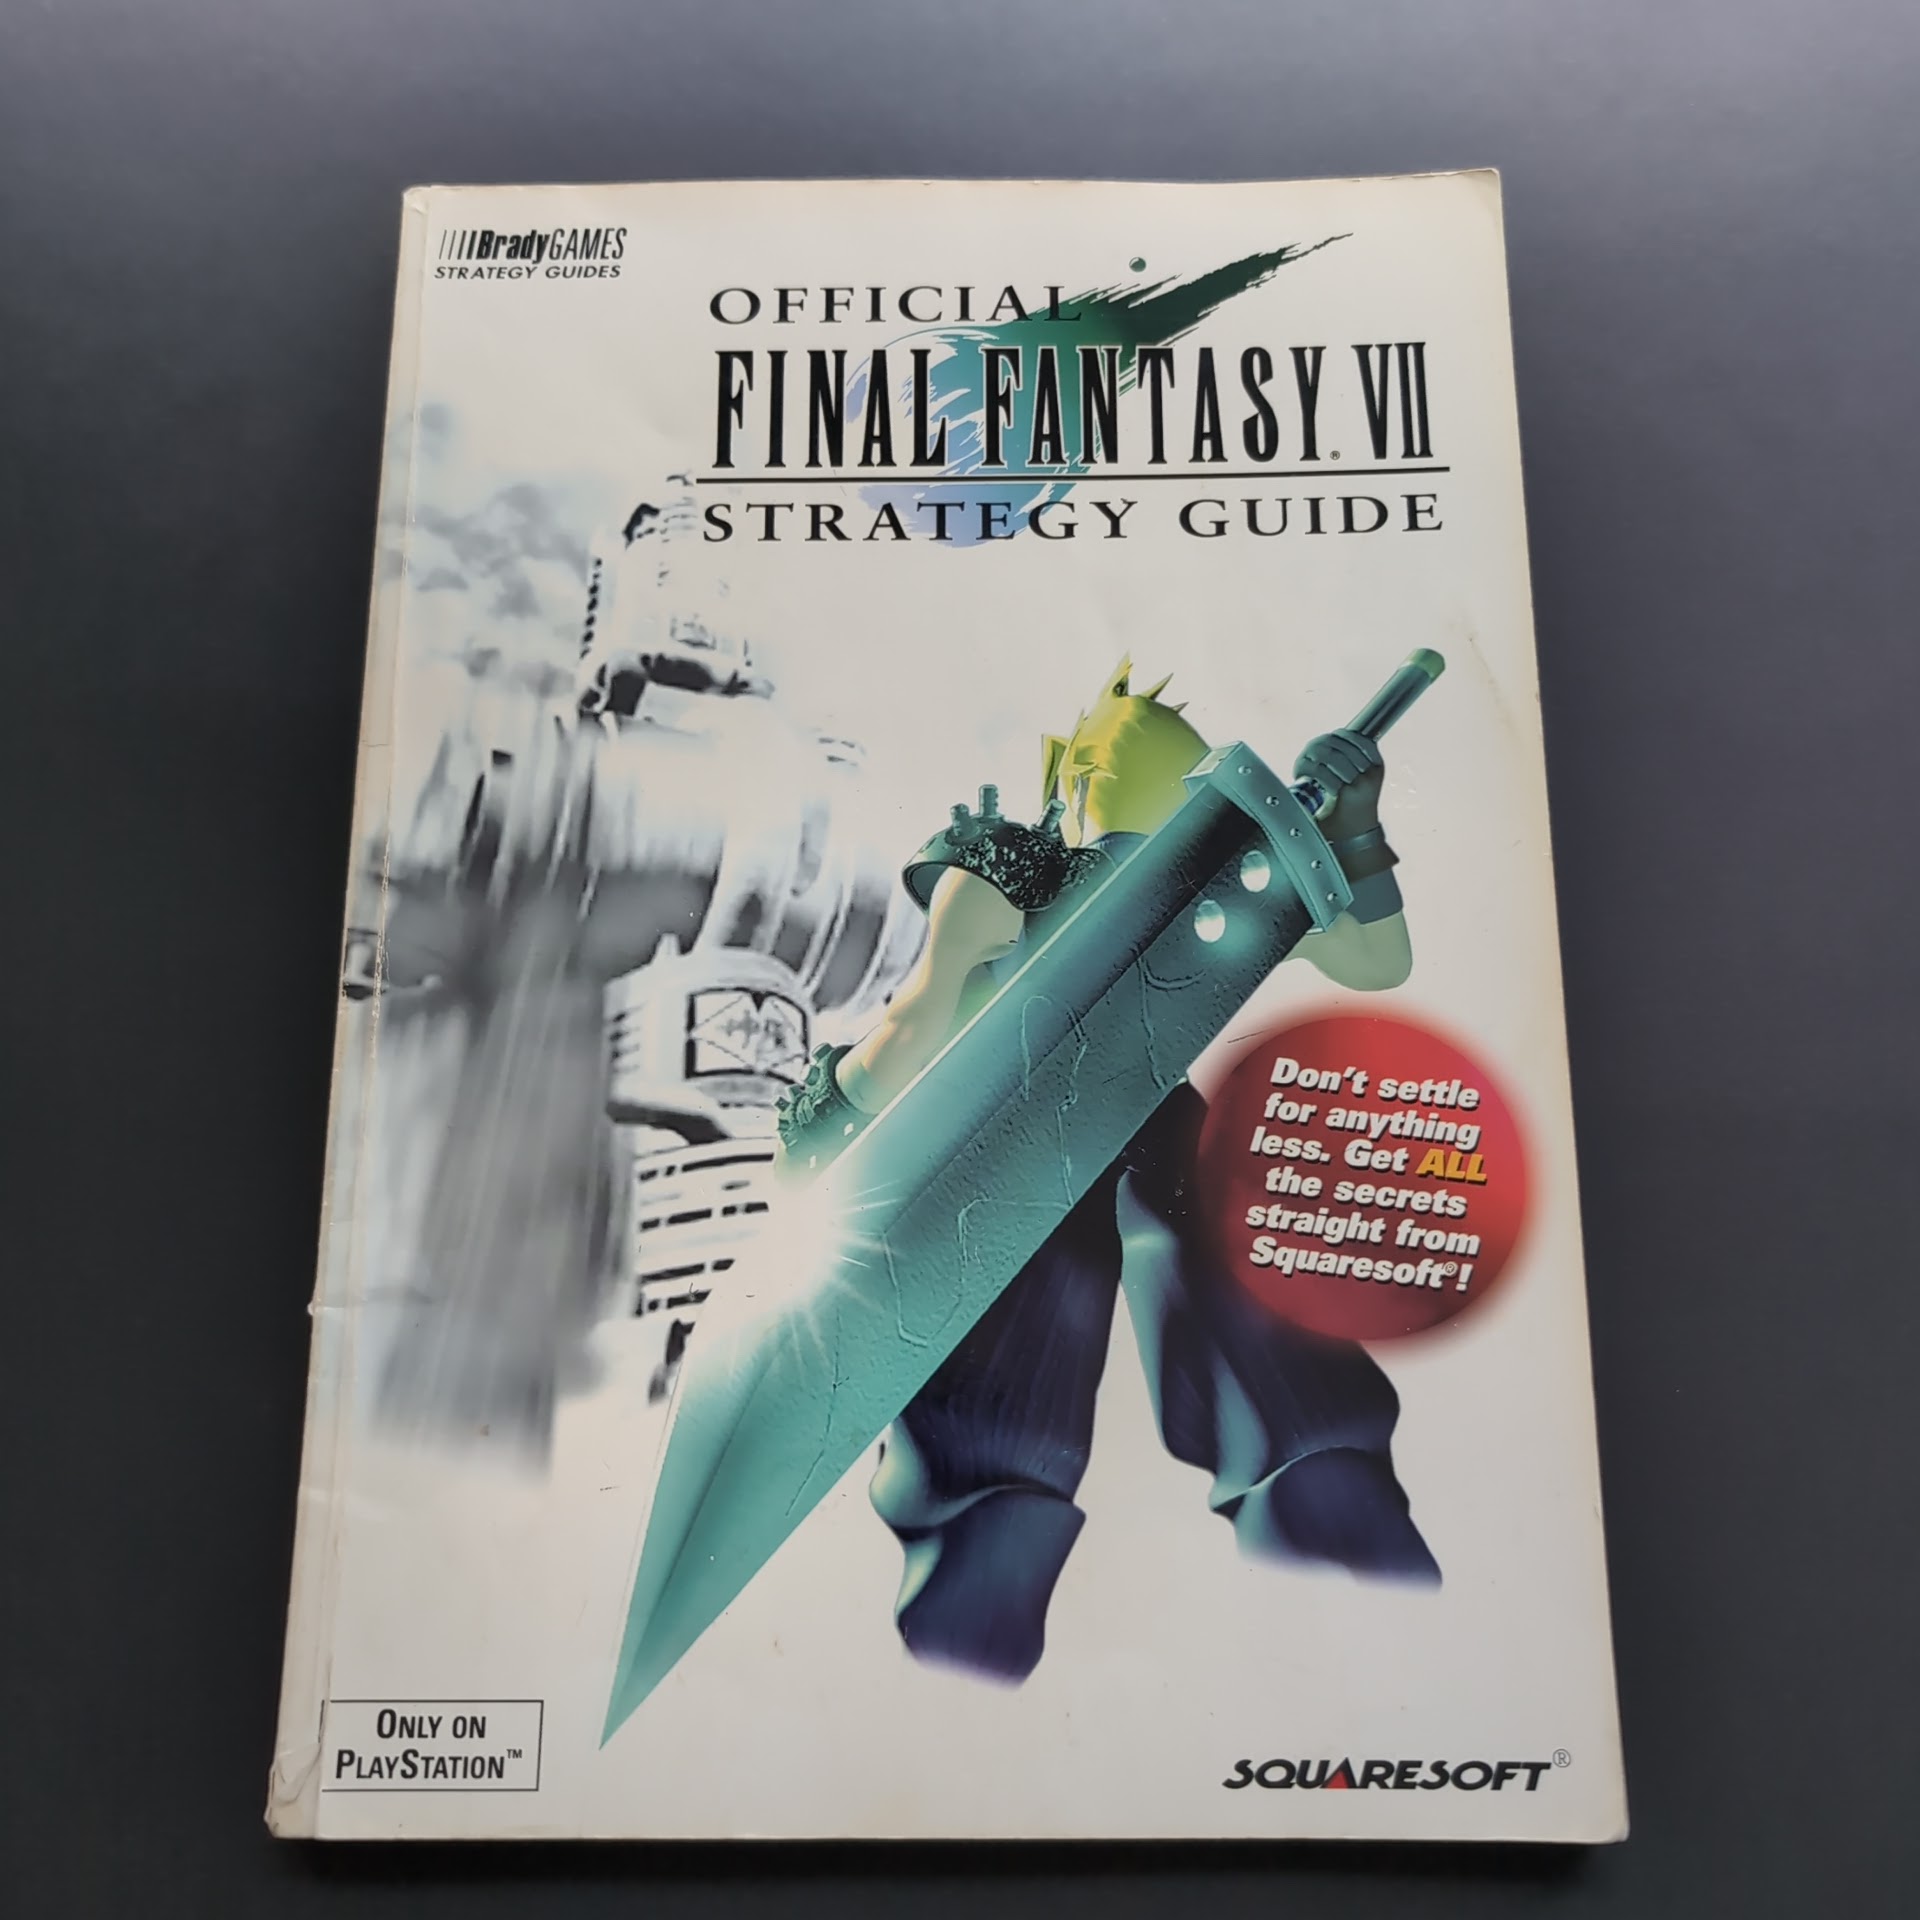 BradyGAMES
STRATEGY GUIDES
OFFICIAL
FINAL FANTASY® VII
STRATEGY GUIDE
Don't settle
for anything
less. Get ALL
the secrets
straight from
Squaresoft®!
ONLY ON
PLAYSTATION™
SQUARESOFT®